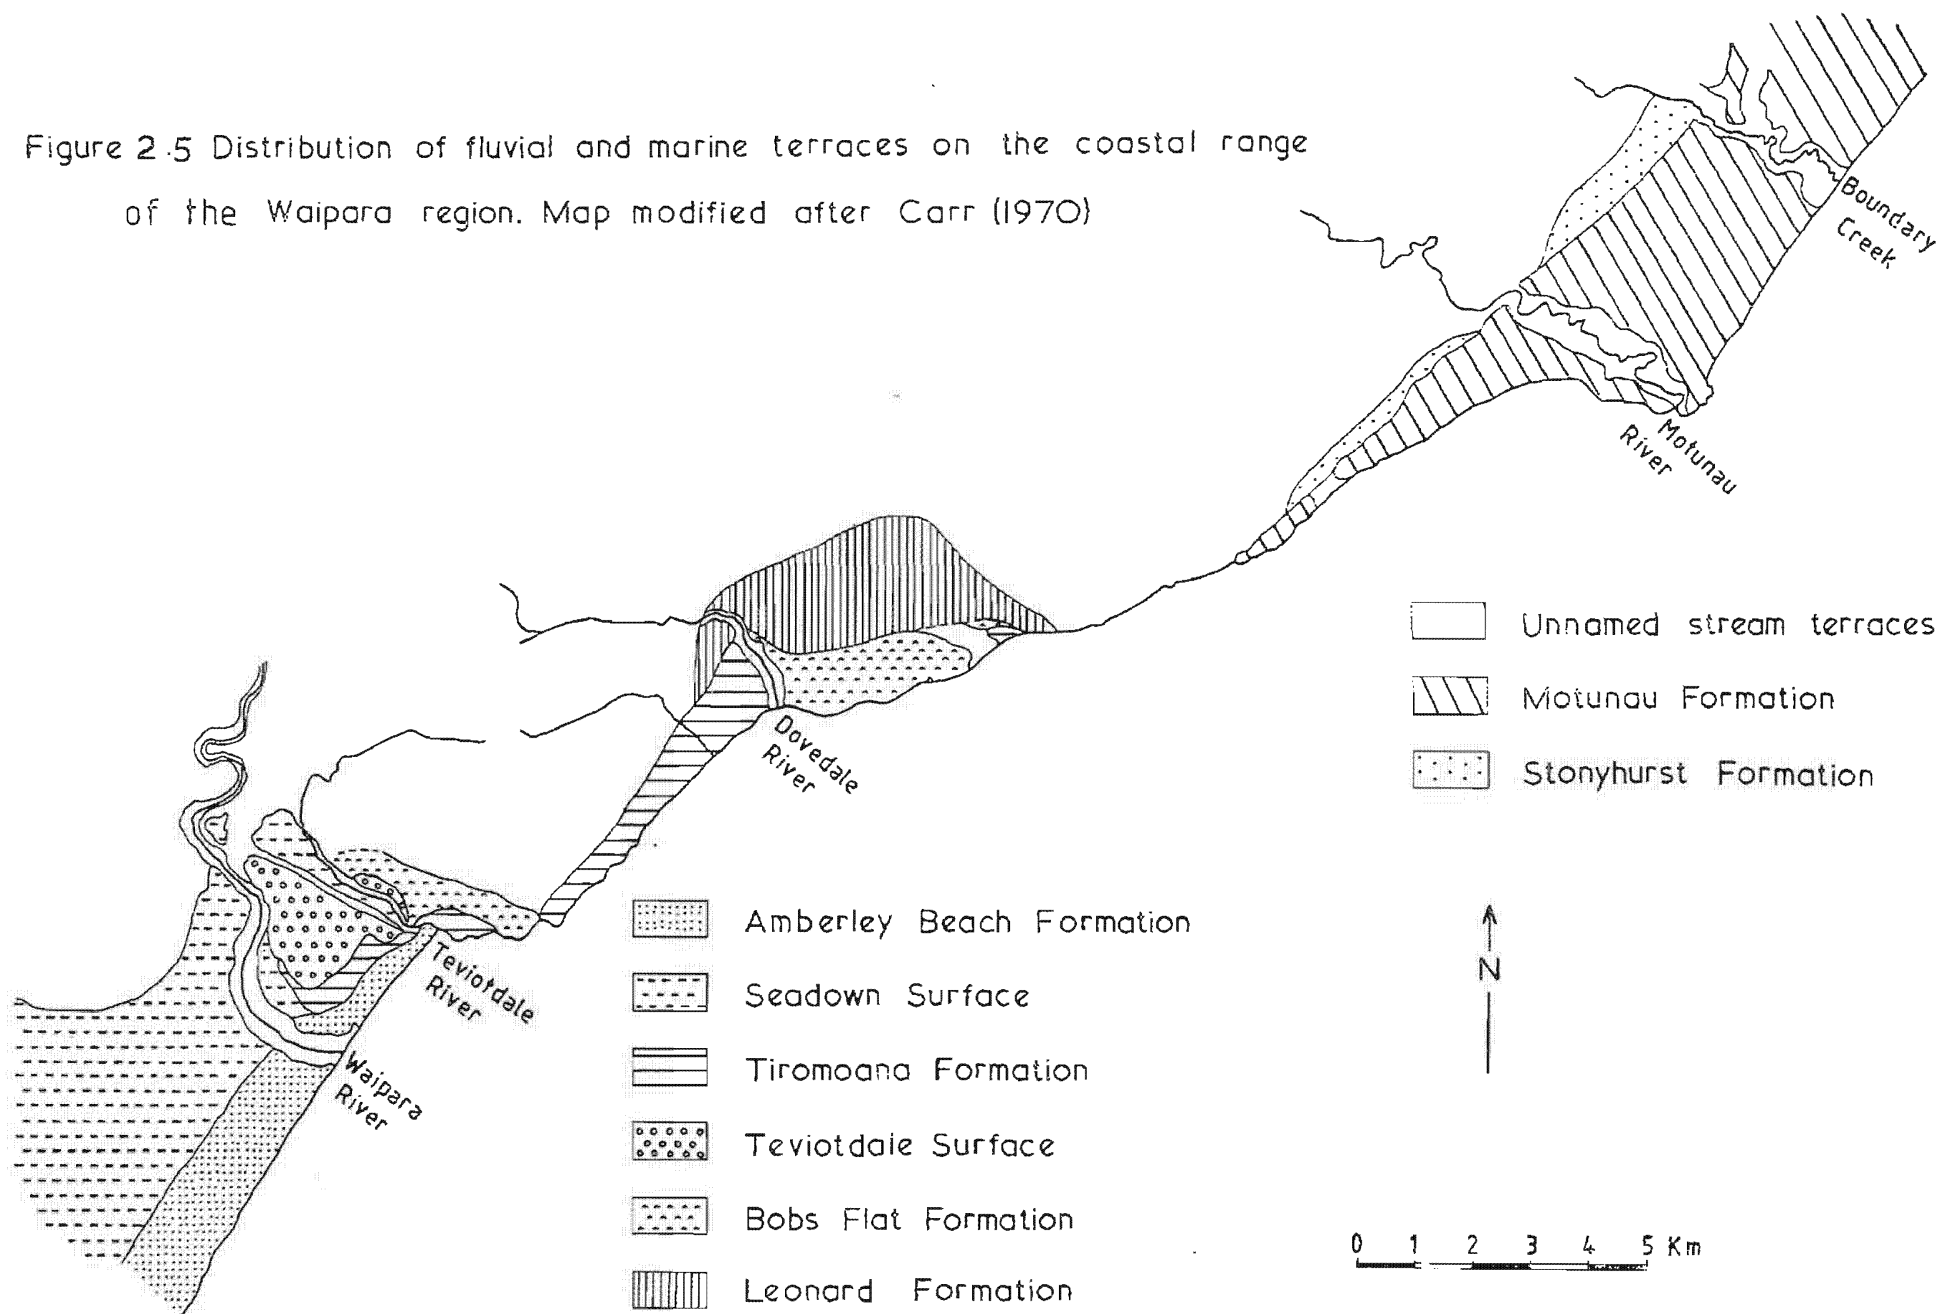 Figure 2.5 Distribution of fluvial and marine terraces on the coastal range
of the Waipara region. Map modified after Carr (1970)
Boundary
Creek
Motunau
River
Unnamed stream terraces
Motunau Formation
Stonyhurst Formation
Dovedale
River
Teviotdale
River
Waipara
River
Amberley Beach Formation
Seadown Surface
Tiromoana Formation
Teviotdale Surface
Bobs Flat Formation
Leonard Formation
N
0 1 2 3 4 5 Km